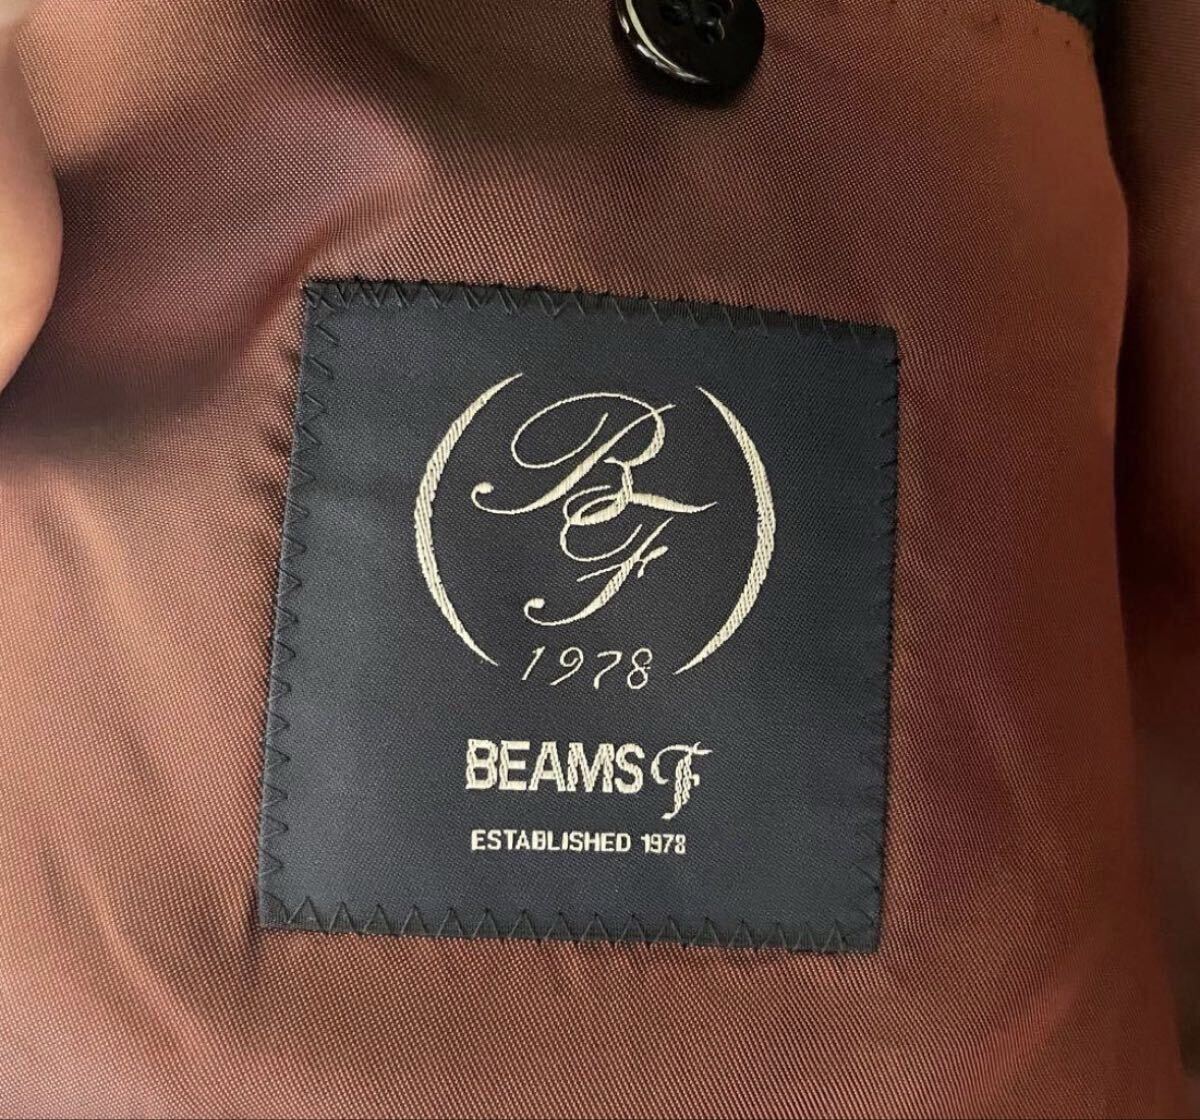 BF
1978
BEAMS F
ESTABLISHED 1978